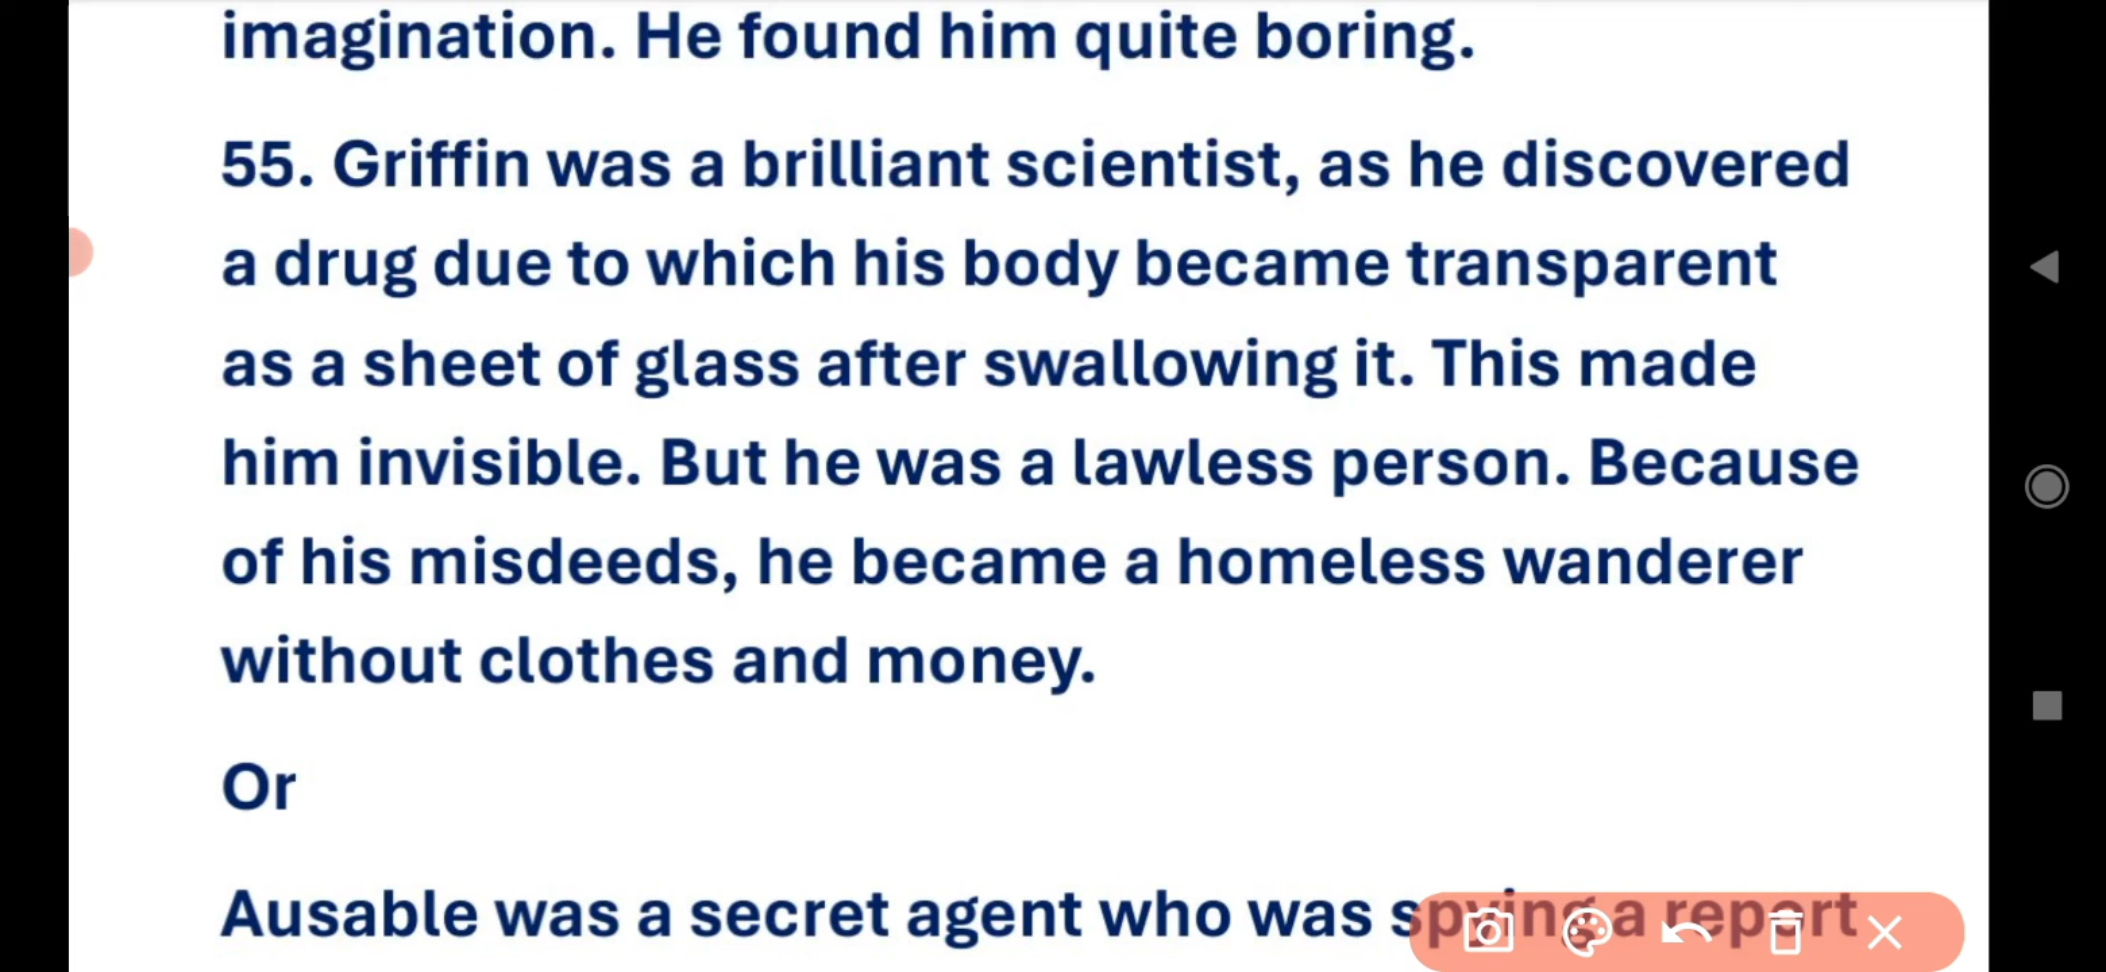 imagination. He found him quite boring.
55. Griffin was a brilliant scientist, as he discovered
a drug due to which his body became transparent
as a sheet of glass after swallowing it. This made
him invisible. But he was a lawless person. Because
of his misdeeds, he became a homeless wanderer
without clothes and money.
Or
Ausable was a secret agent who was spying a report